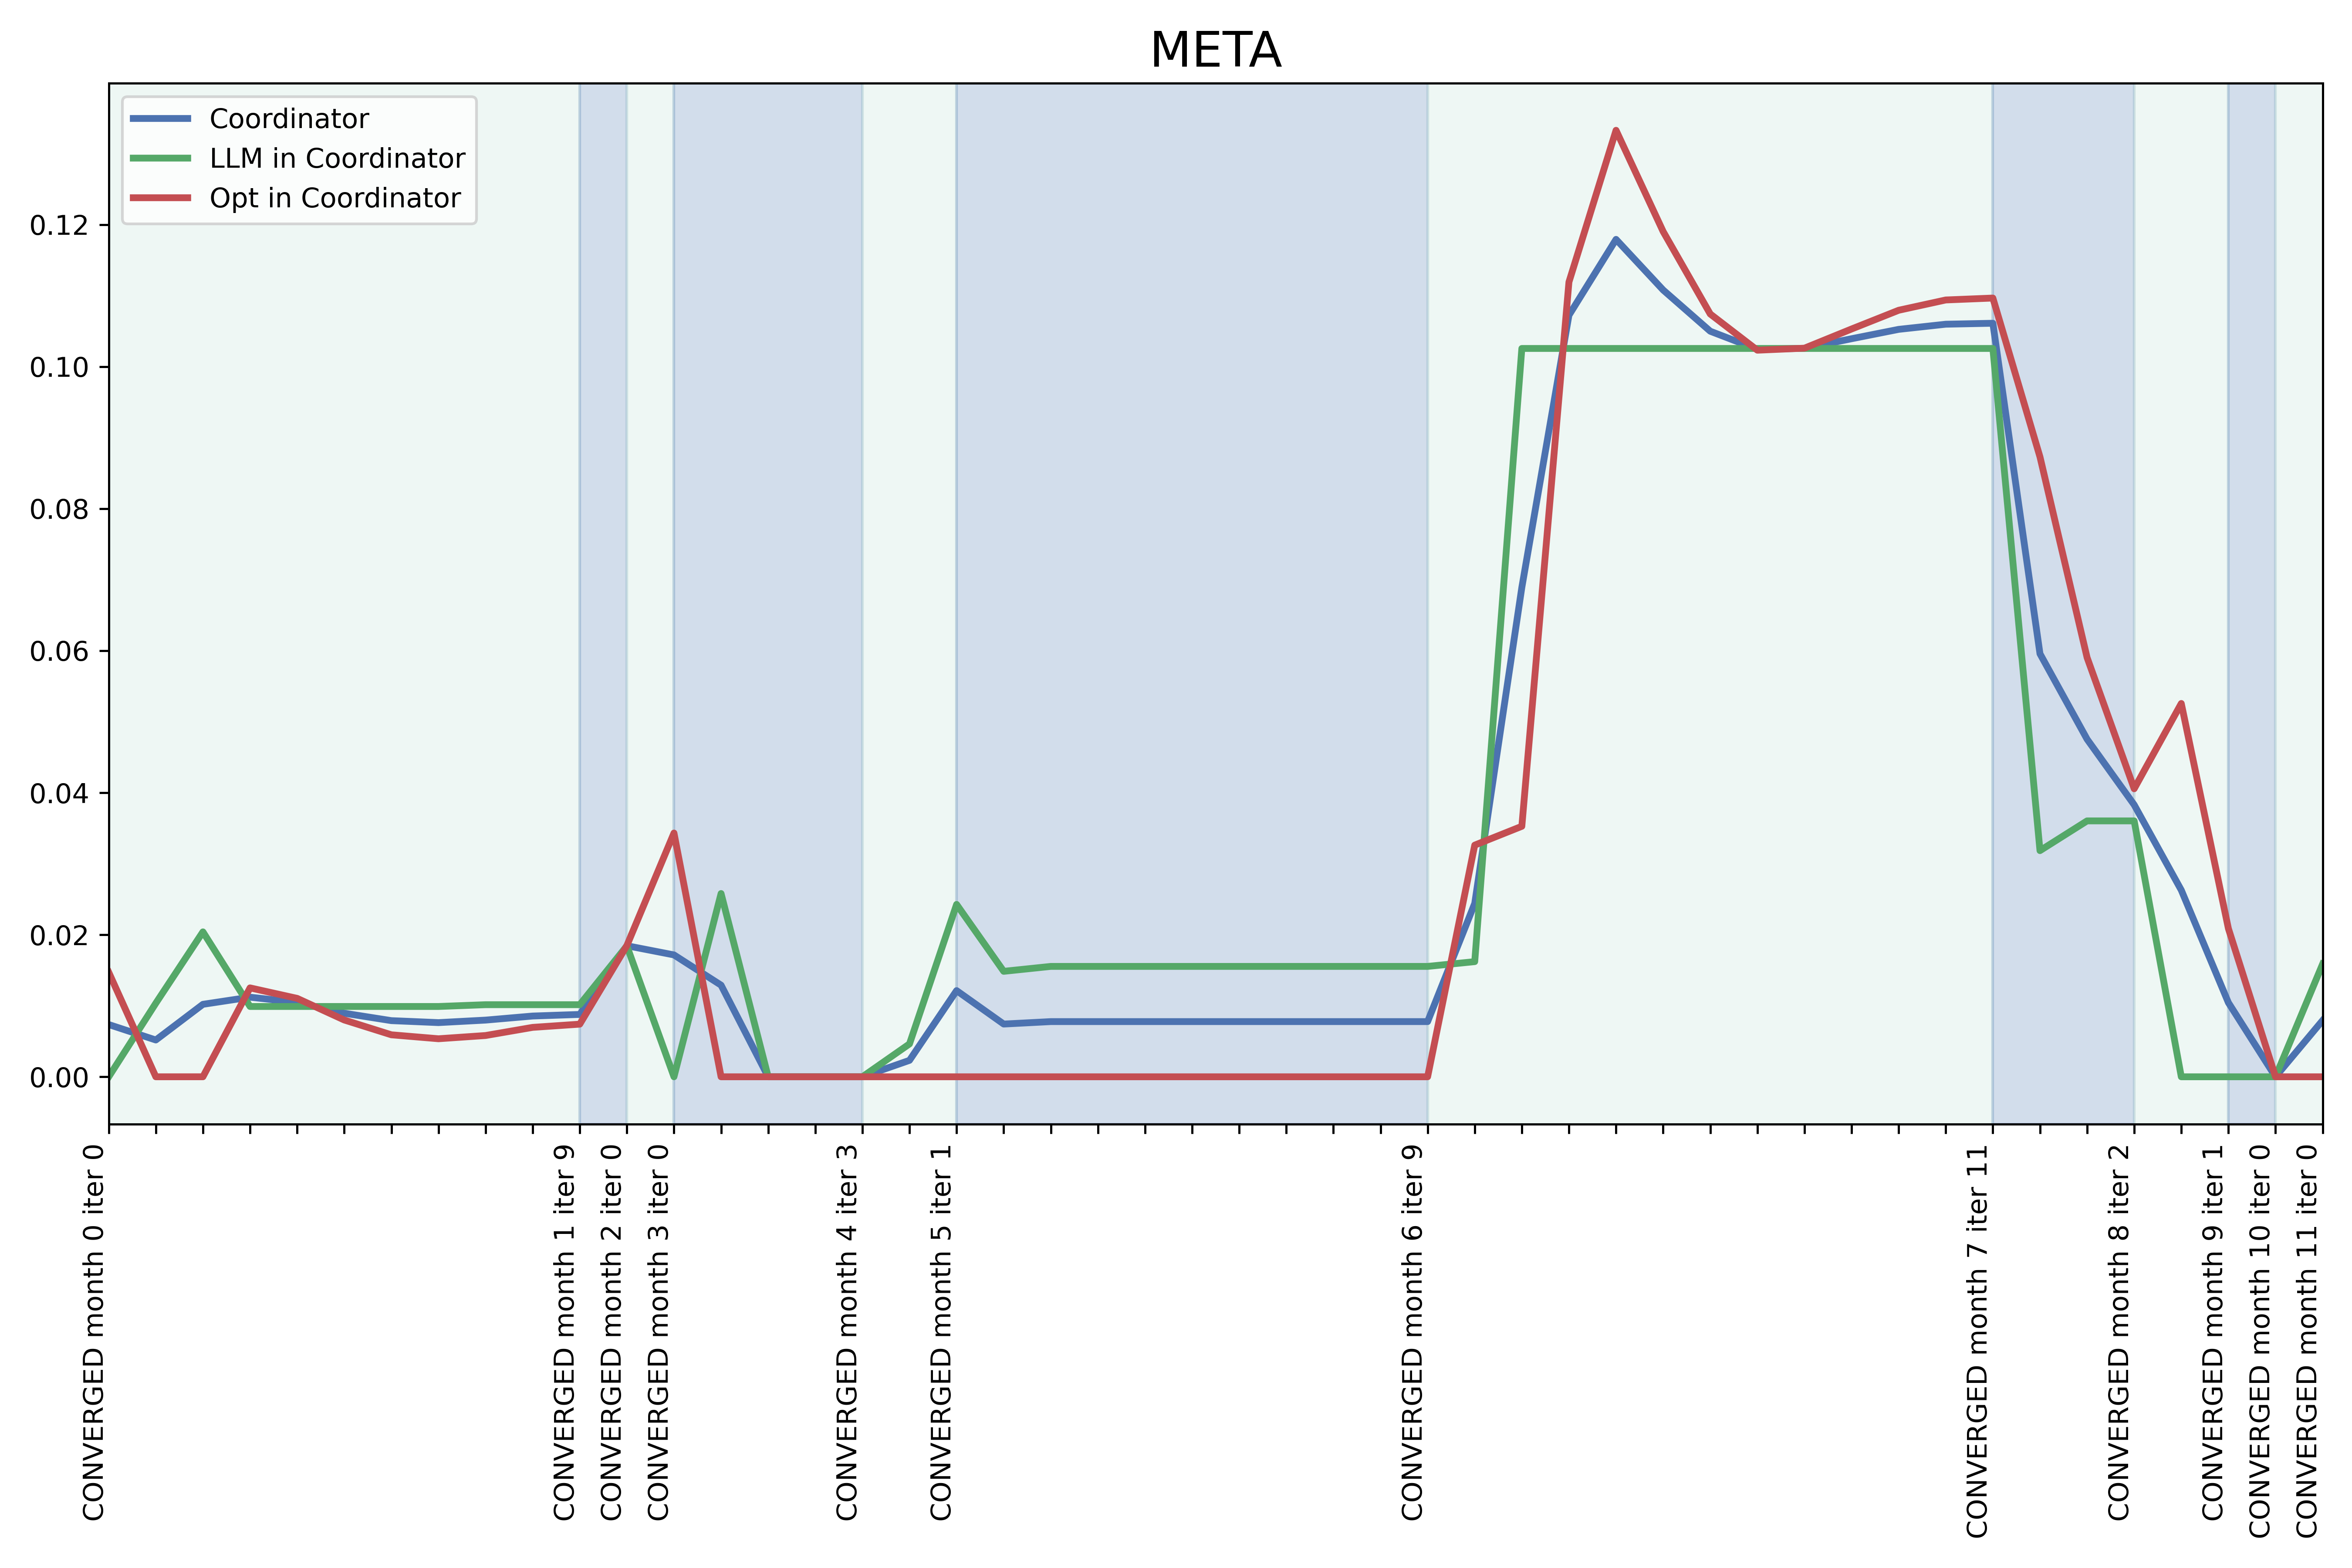 META
Coordinator
LLM in Coordinator
Opt in Coordinator
0.12
0.10
0.08
0.06
0.04
0.02
0.00
CONVERGED month 0 iter 0
CONVERGED month 1 iter 9
CONVERGED month 2 iter 0
CONVERGED month 3 iter 0
CONVERGED month 4 iter 3
CONVERGED month 5 iter 1
CONVERGED month 6 iter 9
CONVERGED month 7 iter 11
CONVERGED month 8 iter 2
CONVERGED month 9 iter 1
CONVERGED month 10 iter 0
CONVERGED month 11 iter 0